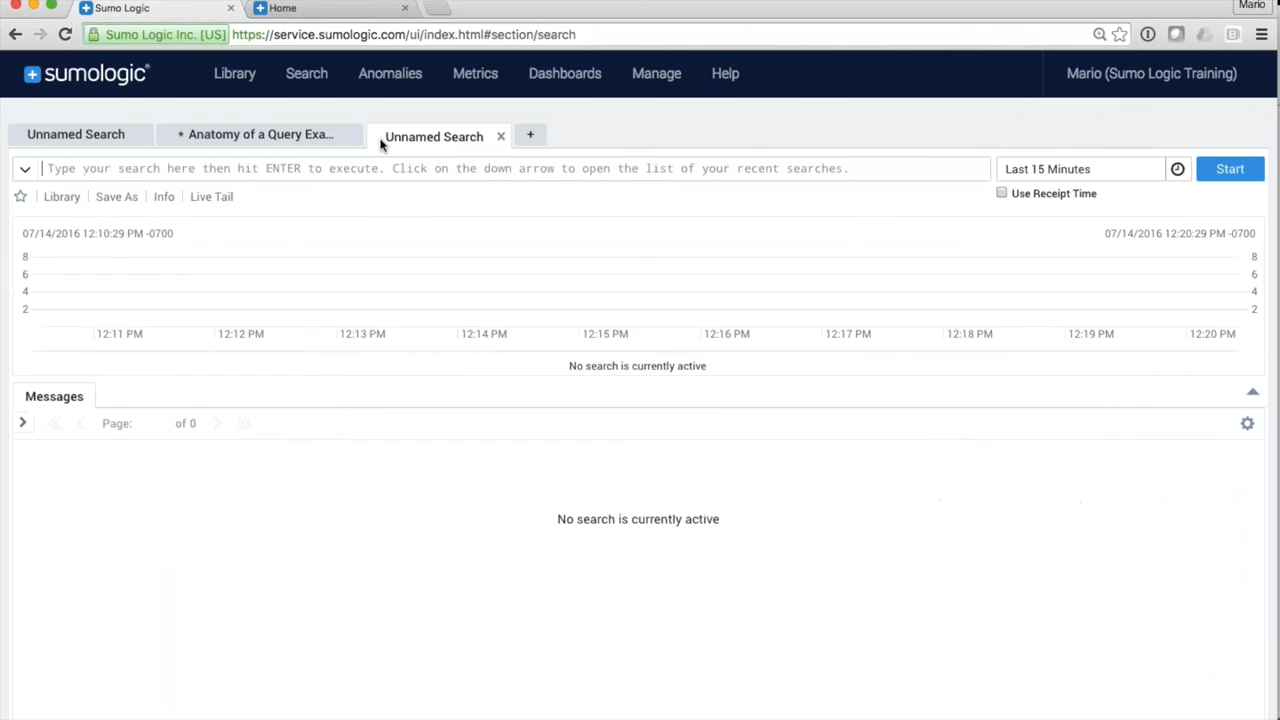 Sumo Logic
Home
Mario
Sumo Logic Inc. [US] https://service.sumologic.com/ui/index.html#section/search
sumologic®
Library
Search
Anomalies
Metrics
Dashboards
Manage
Help
Mario (Sumo Logic Training)
Unnamed Search
* Anatomy of a Query Exa...
Unnamed Search
Type your search here then hit ENTER to execute. Click on the down arrow to open the list of your recent searches.
Last 15 Minutes
Start
Use Receipt Time
Library
Save As
Info
Live Tail
07/14/2016 12:10:29 PM -0700
07/14/2016 12:20:29 PM -0700
8
8
6
6
4
4
2
2
12:11 PM
12:12 PM
12:13 PM
12:14 PM
12:15 PM
12:16 PM
12:17 PM
12:18 PM
12:19 PM
12:20 PM
No search is currently active
Messages
Page:
of 0
No search is currently active